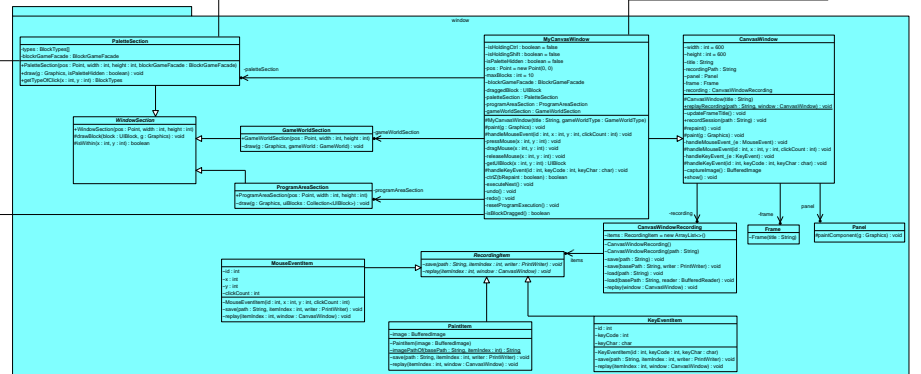 window
PaletteSection
-types : BlockTypes[]
-blockrGameFacade : BlockrGameFacade
+PaletteSection(pos : Point, width : int, height : int, blockrGameFacade : BlockrGameFacade)
+draw(g : Graphics, isPaletteHidden : boolean) : void
+getTypeOfClick(x : int, y : int) : BlockTypes
MyCanvasWindow
-isHoldingCtrl : boolean = false
-isHoldingShift : boolean = false
-isPaletteHidden : boolean = false
-pos : Point = new Point(0, 0)
-maxBlocks : int = 10
-blockrGameFacade : BlockrGameFacade
-draggedBlock : UIBlock
-paletteSection : PaletteSection
-programAreaSection : ProgramAreaSection
-gameWorldSection : GameWorldSection
#MyCanvasWindow(title : String, gameWorldType : GameWorldType)
#paint(g : Graphics) : void
#handleMouseEvent(id : int, x : int, y : int, clickCount : int) : void
-pressMouse(x : int, y : int) : void
-dragMouse(x : int, y : int) : void
-releaseMouse(x : int, y : int) : void
-getUIBlock(x : int, y : int) : UIBlock
#handleKeyEvent(id : int, keyCode : int, keyChar : char) : void
-ctrlZ(bRepaint : boolean) : boolean
-executeNext() : void
-undo() : void
-redo() : void
-resetProgramExecution() : void
-isBlockDragged() : boolean
CanvasWindow
-width : int = 600
-height : int = 600
-title : String
-recordingPath : String
-panel : Panel
-frame : Frame
-recording : CanvasWindowRecording
#CanvasWindow(title : String)
+replayRecording(path : String, window : CanvasWindow) : void
-updateFrameTitle() : void
+recordSession(path : String) : void
#repaint() : void
#paint(g : Graphics) : void
-handleMouseEvent_(e : MouseEvent) : void
#handleMouseEvent(id : int, x : int, y : int, clickCount : int) : void
-handleKeyEvent_(e : KeyEvent) : void
#handleKeyEvent(id : int, keyCode : int, keyChar : char) : void
-captureImage() : BufferedImage
+show() : void
-paletteSection
WindowSection
+WindowSection(pos : Point, width : int, height : int)
#drawBlock(block : UIBlock, g : Graphics) : void
#isWithin(x : int, y : int) : boolean
GameWorldSection
+GameWorldSection(pos : Point, width : int, height : int)
-draw(g : Graphics, gameWorld : GameWorld) : void
-gameWorldSection
ProgramAreaSection
+ProgramAreaSection(pos : Point, width : int, height : int)
-draw(g : Graphics, uiBlocks : Collection<UIBlock>) : void
-programAreaSection
-recording
-frame
panel
CanvasWindowRecording
-items : RecordingItem = new ArrayList<>()
-CanvasWindowRecording()
-CanvasWindowRecording(path : String)
-save(path : String) : void
-save(basePath : String, writer : PrintWriter) : void
-load(path : String) : void
-load(basePath : String, reader : BufferedReader) : void
-replay(window : CanvasWindow) : void
Frame
-Frame(title : String)
Panel
#paintComponent(g : Graphics) : void
items
RecordingItem
-save(path : String, itemIndex : int, writer : PrintWriter) : void
-replay(itemIndex : int, window : CanvasWindow) : void
MouseEventItem
-id : int
-x : int
-y : int
-clickCount : int
-MouseEventItem(id : int, x : int, y : int, clickCount : int)
-save(path : String, itemIndex : int, writer : PrintWriter) : void
-replay(itemIndex : int, window : CanvasWindow) : void
PaintItem
-image : BufferedImage
-PaintItem(image : BufferedImage)
-imagePathOf(basePath : String, itemIndex : int) : String
-save(path : String, itemIndex : int, writer : PrintWriter) : void
-replay(itemIndex : int, window : CanvasWindow) : void
KeyEventItem
-id : int
-keyCode : int
-keyChar : char
-KeyEventItem(id : int, keyCode : int, keyChar : char)
-save(path : String, itemIndex : int, writer : PrintWriter) : void
-replay(itemIndex : int, window : CanvasWindow) : void